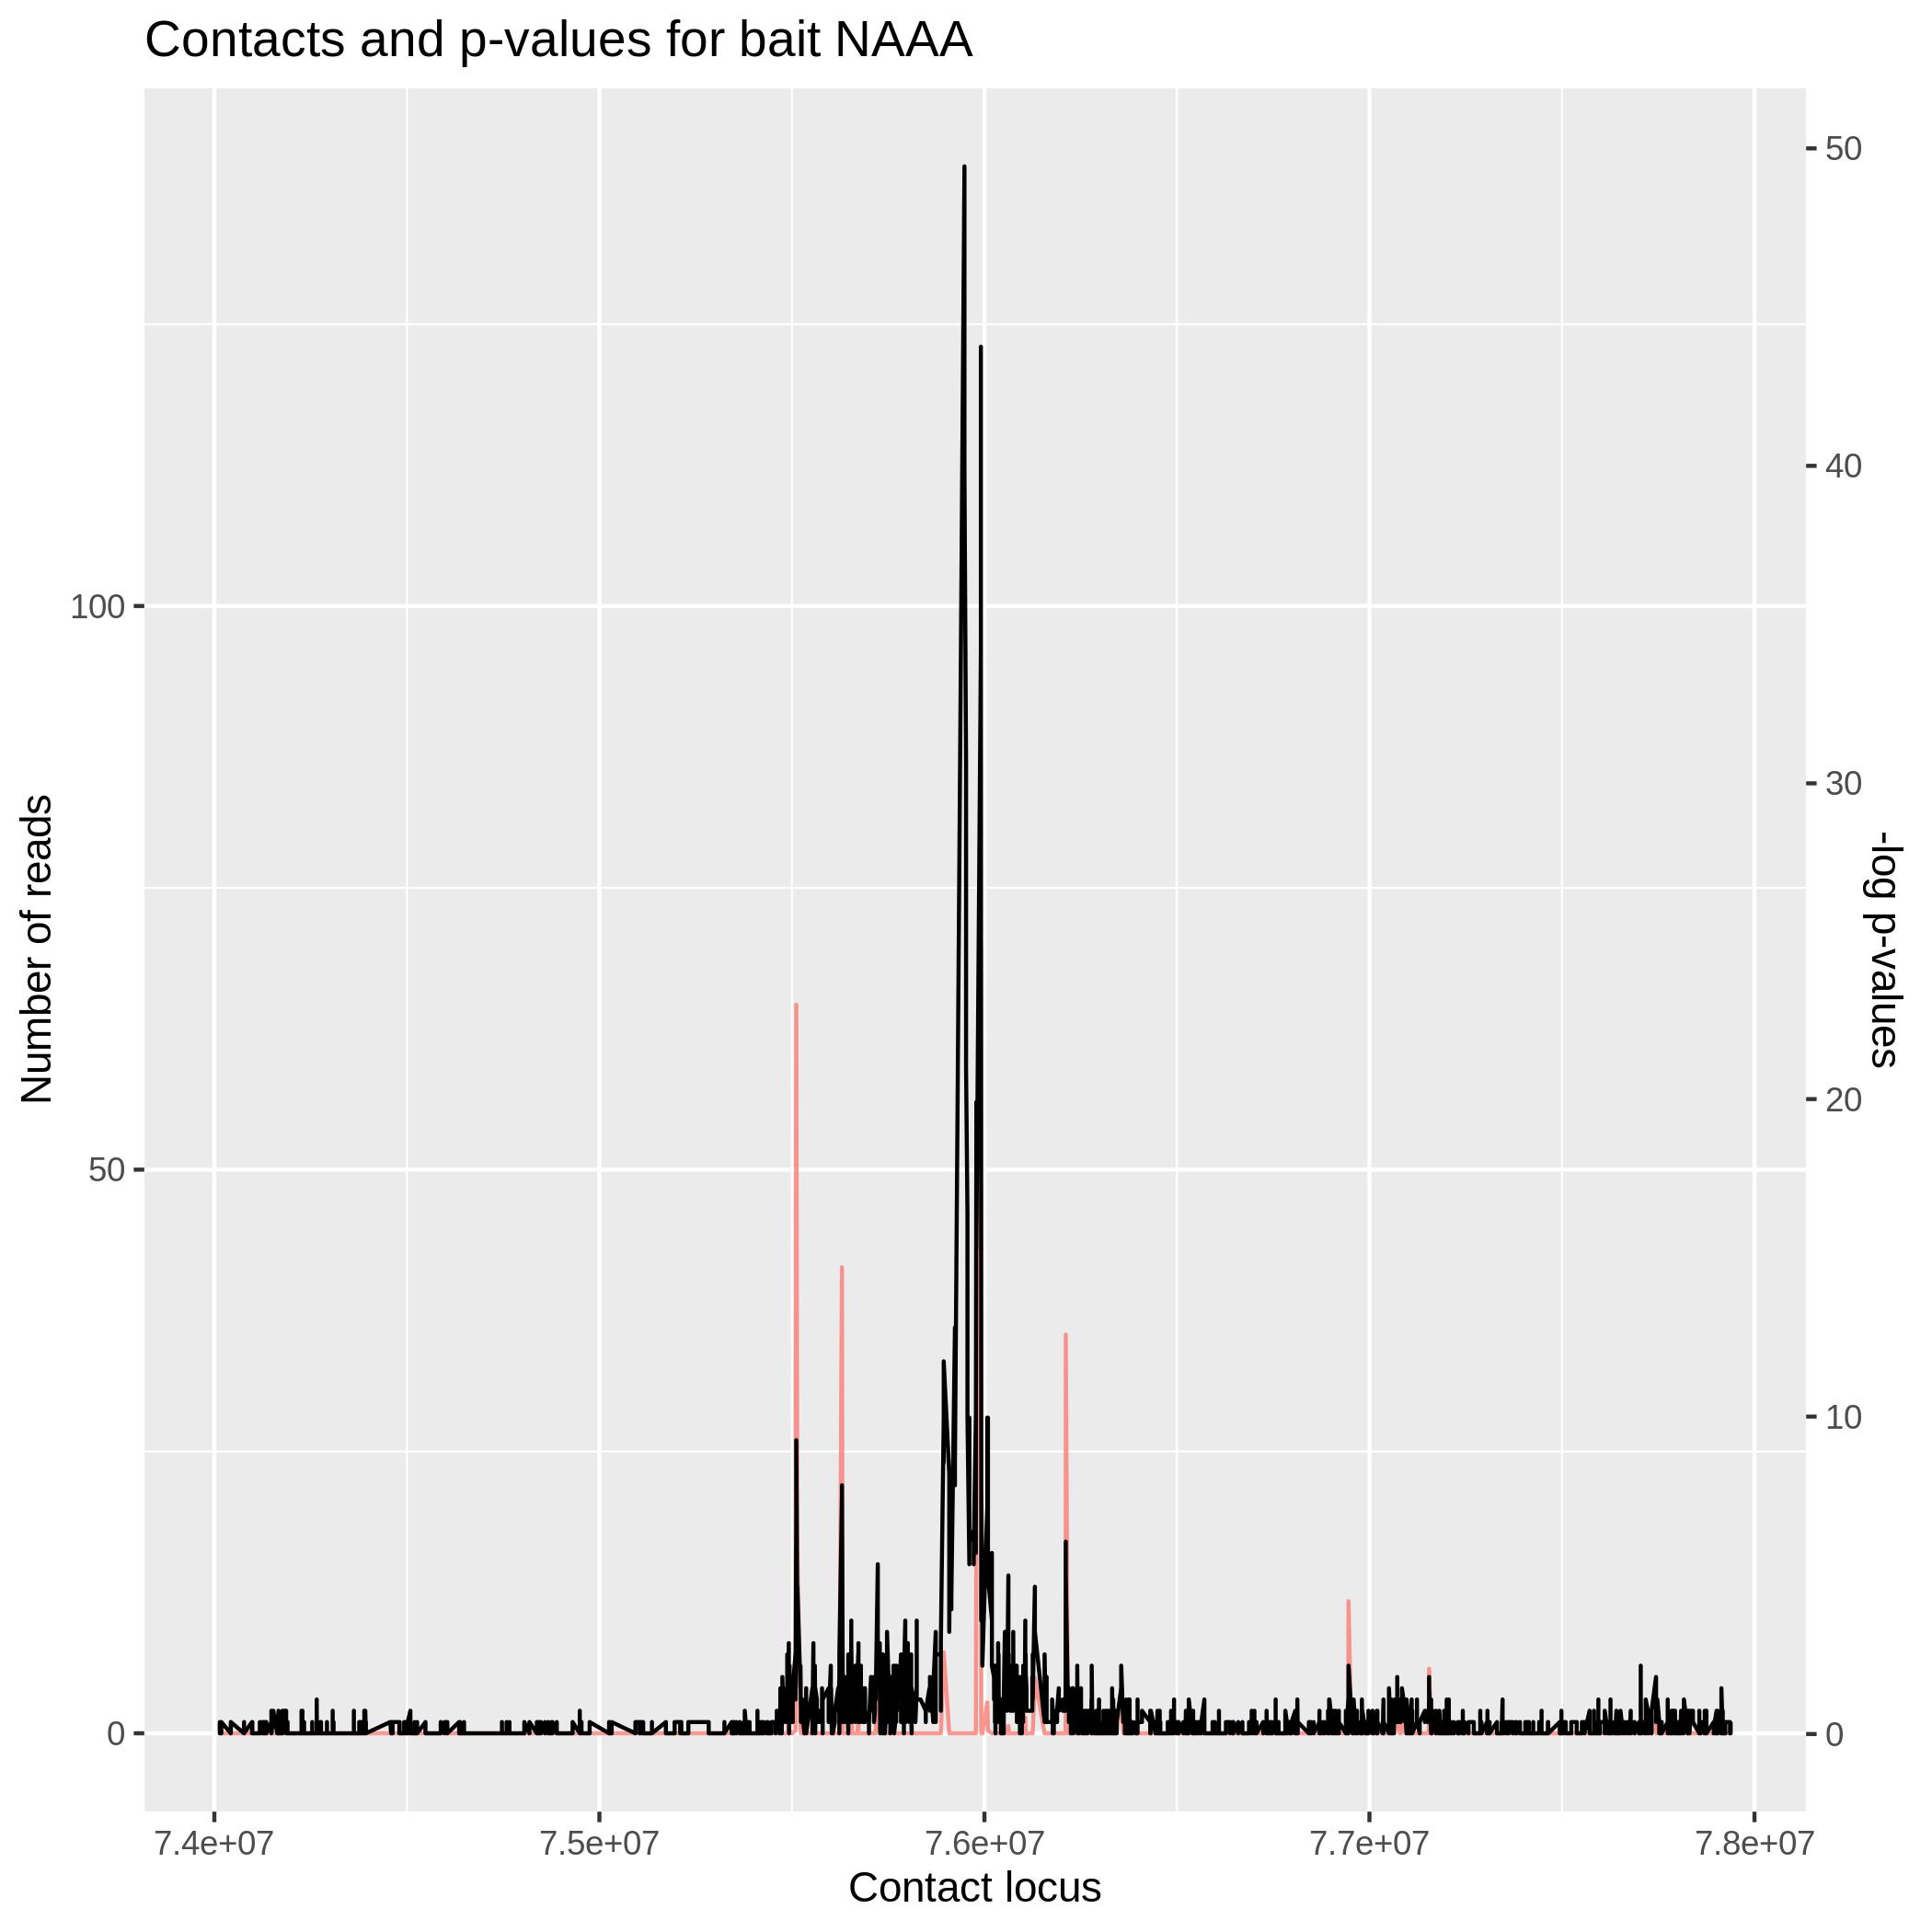 Contacts and p-values for bait NAAA
Number of reads
100
50
0
50
40
30
20
10
0
-log p-values
7.4e+07
7.5e+07
7.6e+07
7.7e+07
7.8e+07
Contact locus